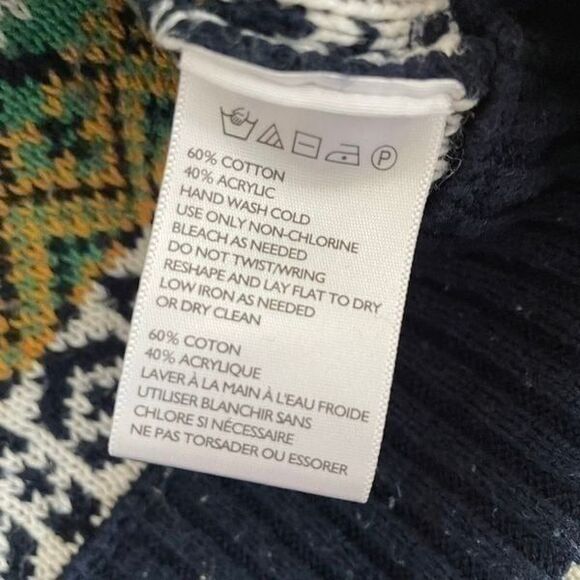 P
60% COTTON
40% ACRYLIC
HAND WASH COLD
USE ONLY NON-CHLORINE
BLEACH AS NEEDED
DO NOT TWIST/WRING
RESHAPE AND LAY FLAT TO DRY
LOW IRON AS NEEDED
OR DRY CLEAN
60% COTON
40% ACRYLIQUE
LAVER À LA MAIN À L'EAU FROIDE
UTILISER BLANCHIR SANS
CHLORE SI NÉCESSAIRE
NE PAS TORSADER OU ESSORER